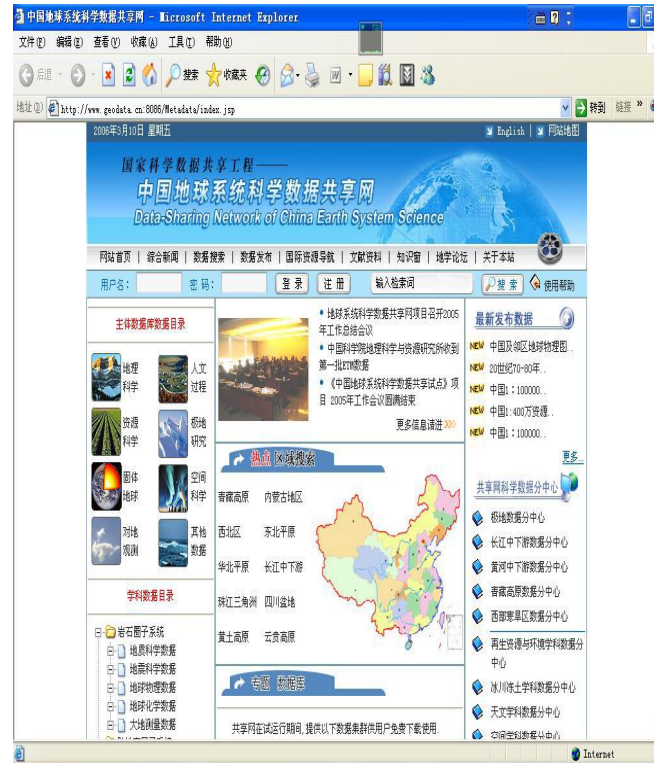 中国地球系统科学数据共享网 - Microsoft Internet Explorer
文件(F) 编辑(E) 查看(V) 收藏(A) 工具(T) 帮助(H)
后退 搜索 收藏夹
地址(D) http://www.geodata.cn:8086/Metadata/index.jsp 转到 链接 »
2006年3月10日 星期五 English | 网站地图
国家科学数据共享工程——
中国地球系统科学数据共享网
Data-Sharing Network of China Earth System Science
网站首页 | 综合新闻 | 数据搜索 | 数据发布 | 国际资源导航 | 文献资料 | 知识窗 | 地学论坛 | 关于本站
用户名: 密码: 登录 注册 输入检索词 搜索 使用帮助
主体数据库数据目录
地理科学 人文过程
资源科学 极地研究
固体地球 空间科学
对地观测 其他数据
学科数据目录
岩石圈子系统
地质科学数据
地震科学数据
地球物理数据
地球化学数据
大地测量数据
• 地球系统科学数据共享网项目召开2005
年工作总结会议
• 中国科学院地理科学与资源研究所收到
第一批ETM数据
• 《中国地球系统科学数据共享试点》项
目 2005年工作会议圆满结束
更多信息请进 >>>
热点 区域搜索
青藏高原 内蒙古地区
西北区 东北平原
华北平原 长江中下游
珠江三角洲 四川盆地
黄土高原 云贵高原
专题 数据库
共享网在试运行期间, 提供以下数据集群供用户免费下载使用.
最新发布数据
NEW 中国及邻区地球物理图..
NEW 20世纪70-80年..
NEW 中国1：100000..
NEW 中国1:400万资源..
NEW 中国1：100000..
更多..
共享网科学数据分中心
极地数据分中心
长江中下游数据分中心
黄河中下游数据分中心
青藏高原数据分中心
西部寒旱区数据分中心
再生资源与环境学科数据分
中心
冰川冻土学科数据分中心
天文学科数据分中心
空间学科数据分中心
Internet